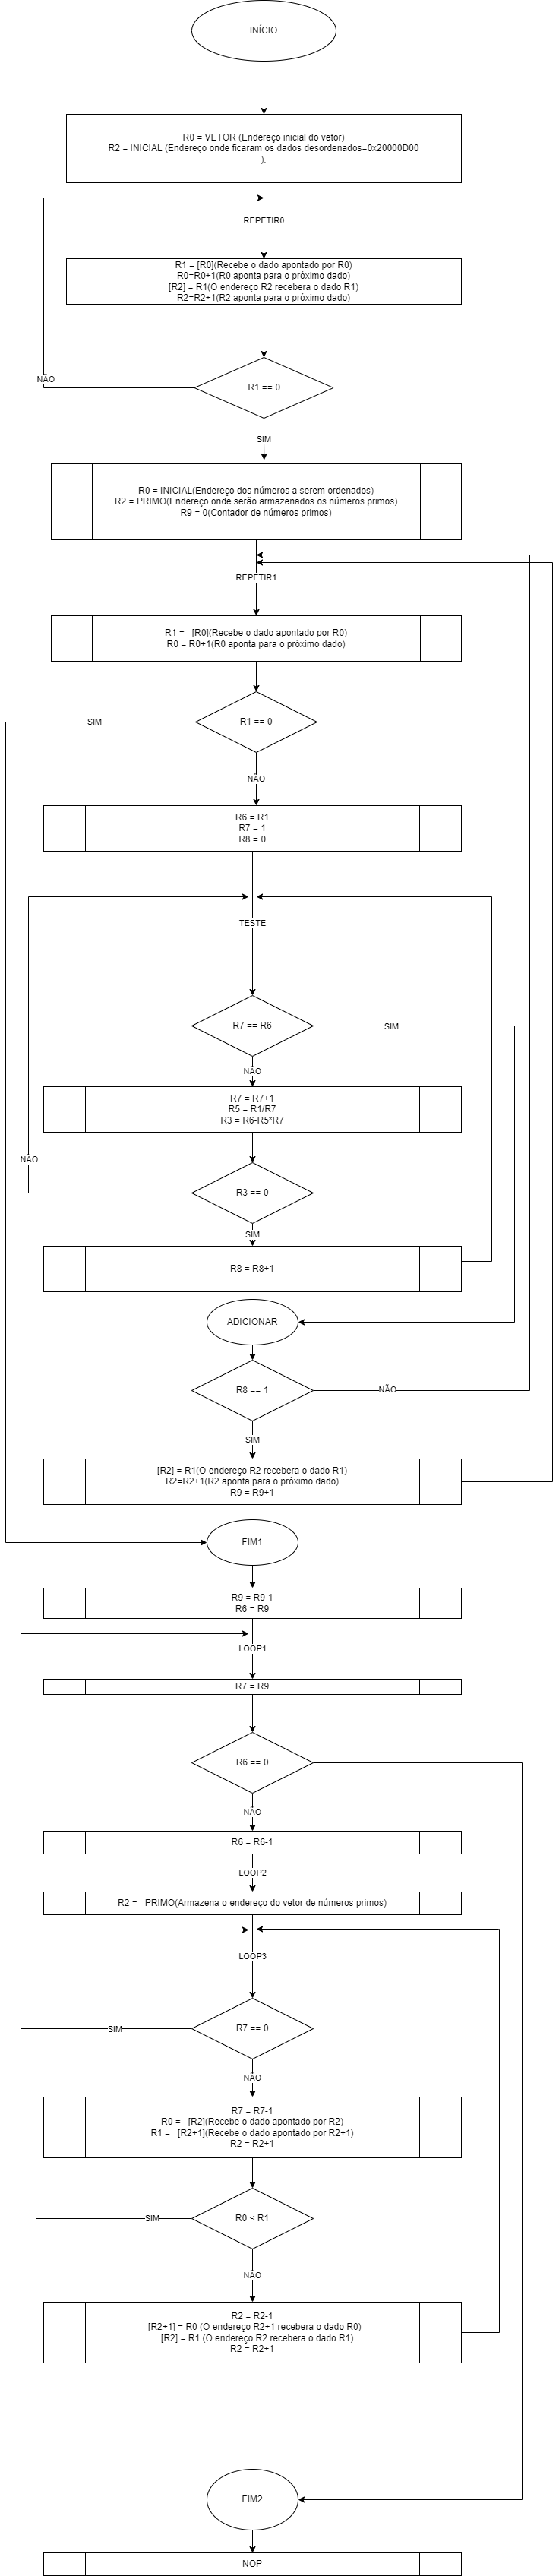 INÍCIO
R0 = VETOR (Endereço inicial do vetor)
R2 = INICIAL (Endereço onde ficaram os dados desordenados=0x20000D00
).
REPETIR0
R1 = [R0](Recebe o dado apontado por R0)
R0=R0+1(R0 aponta para o próximo dado)
[R2] = R1(O endereço R2 recebera o dado R1)
R2=R2+1(R2 aponta para o próximo dado)
NÃO
R1 == 0
SIM
R0 = INICIAL(Endereço dos números a serem ordenados)
R2 = PRIMO(Endereço onde serão armazenados os números primos)
R9 = 0(Contador de números primos)
REPETIR1
R1 = [R0](Recebe o dado apontado por R0)
R0 = R0+1(R0 aponta para o próximo dado)
SIM
R1 == 0
NÃO
R6 = R1
R7 = 1
R8 = 0
TESTE
R7 == R6
SIM
NÃO
R7 = R7+1
R5 = R1/R7
R3 = R6-R5*R7
NÃO
R3 == 0
SIM
R8 = R8+1
ADICIONAR
R8 == 1
NÃO
SIM
[R2] = R1(O endereço R2 recebera o dado R1)
R2=R2+1(R2 aponta para o próximo dado)
R9 = R9+1
FIM1
R9 = R9-1
R6 = R9
LOOP1
R7 = R9
R6 == 0
NÃO
R6 = R6-1
LOOP2
R2 = PRIMO(Armazena o endereço do vetor de números primos)
LOOP3
SIM
R7 == 0
NÃO
R7 = R7-1
R0 = [R2](Recebe o dado apontado por R2)
R1 = [R2+1](Recebe o dado apontado por R2+1)
R2 = R2+1
SIM
R0 < R1
NÃO
R2 = R2-1
[R2+1] = R0 (O endereço R2+1 recebera o dado R0)
[R2] = R1 (O endereço R2 recebera o dado R1)
R2 = R2+1
FIM2
NOP